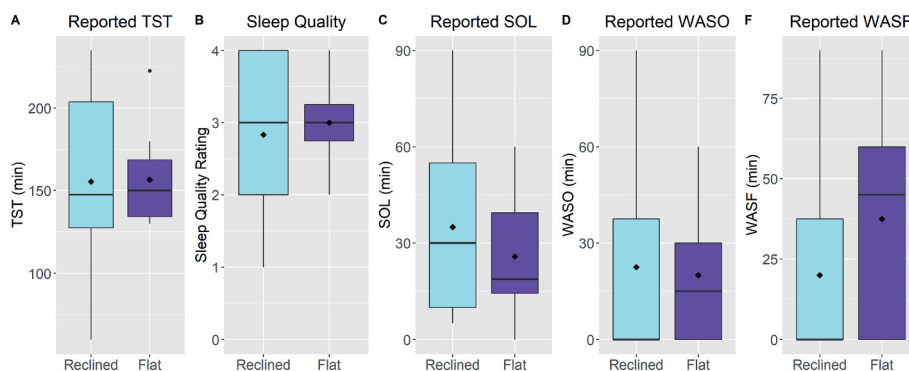 A Reported TST
TST (min)
200
150
100
Reclined Flat
B Sleep Quality
Sleep Quality Rating
4
3
2
1
0
Reclined Flat
C Reported SOL
SOL (min)
90
60
30
0
Reclined Flat
D Reported WASO
WASO (min)
90
60
30
0
Reclined Flat
F Reported WASF
WASF (min)
75
50
25
0
Reclined Flat